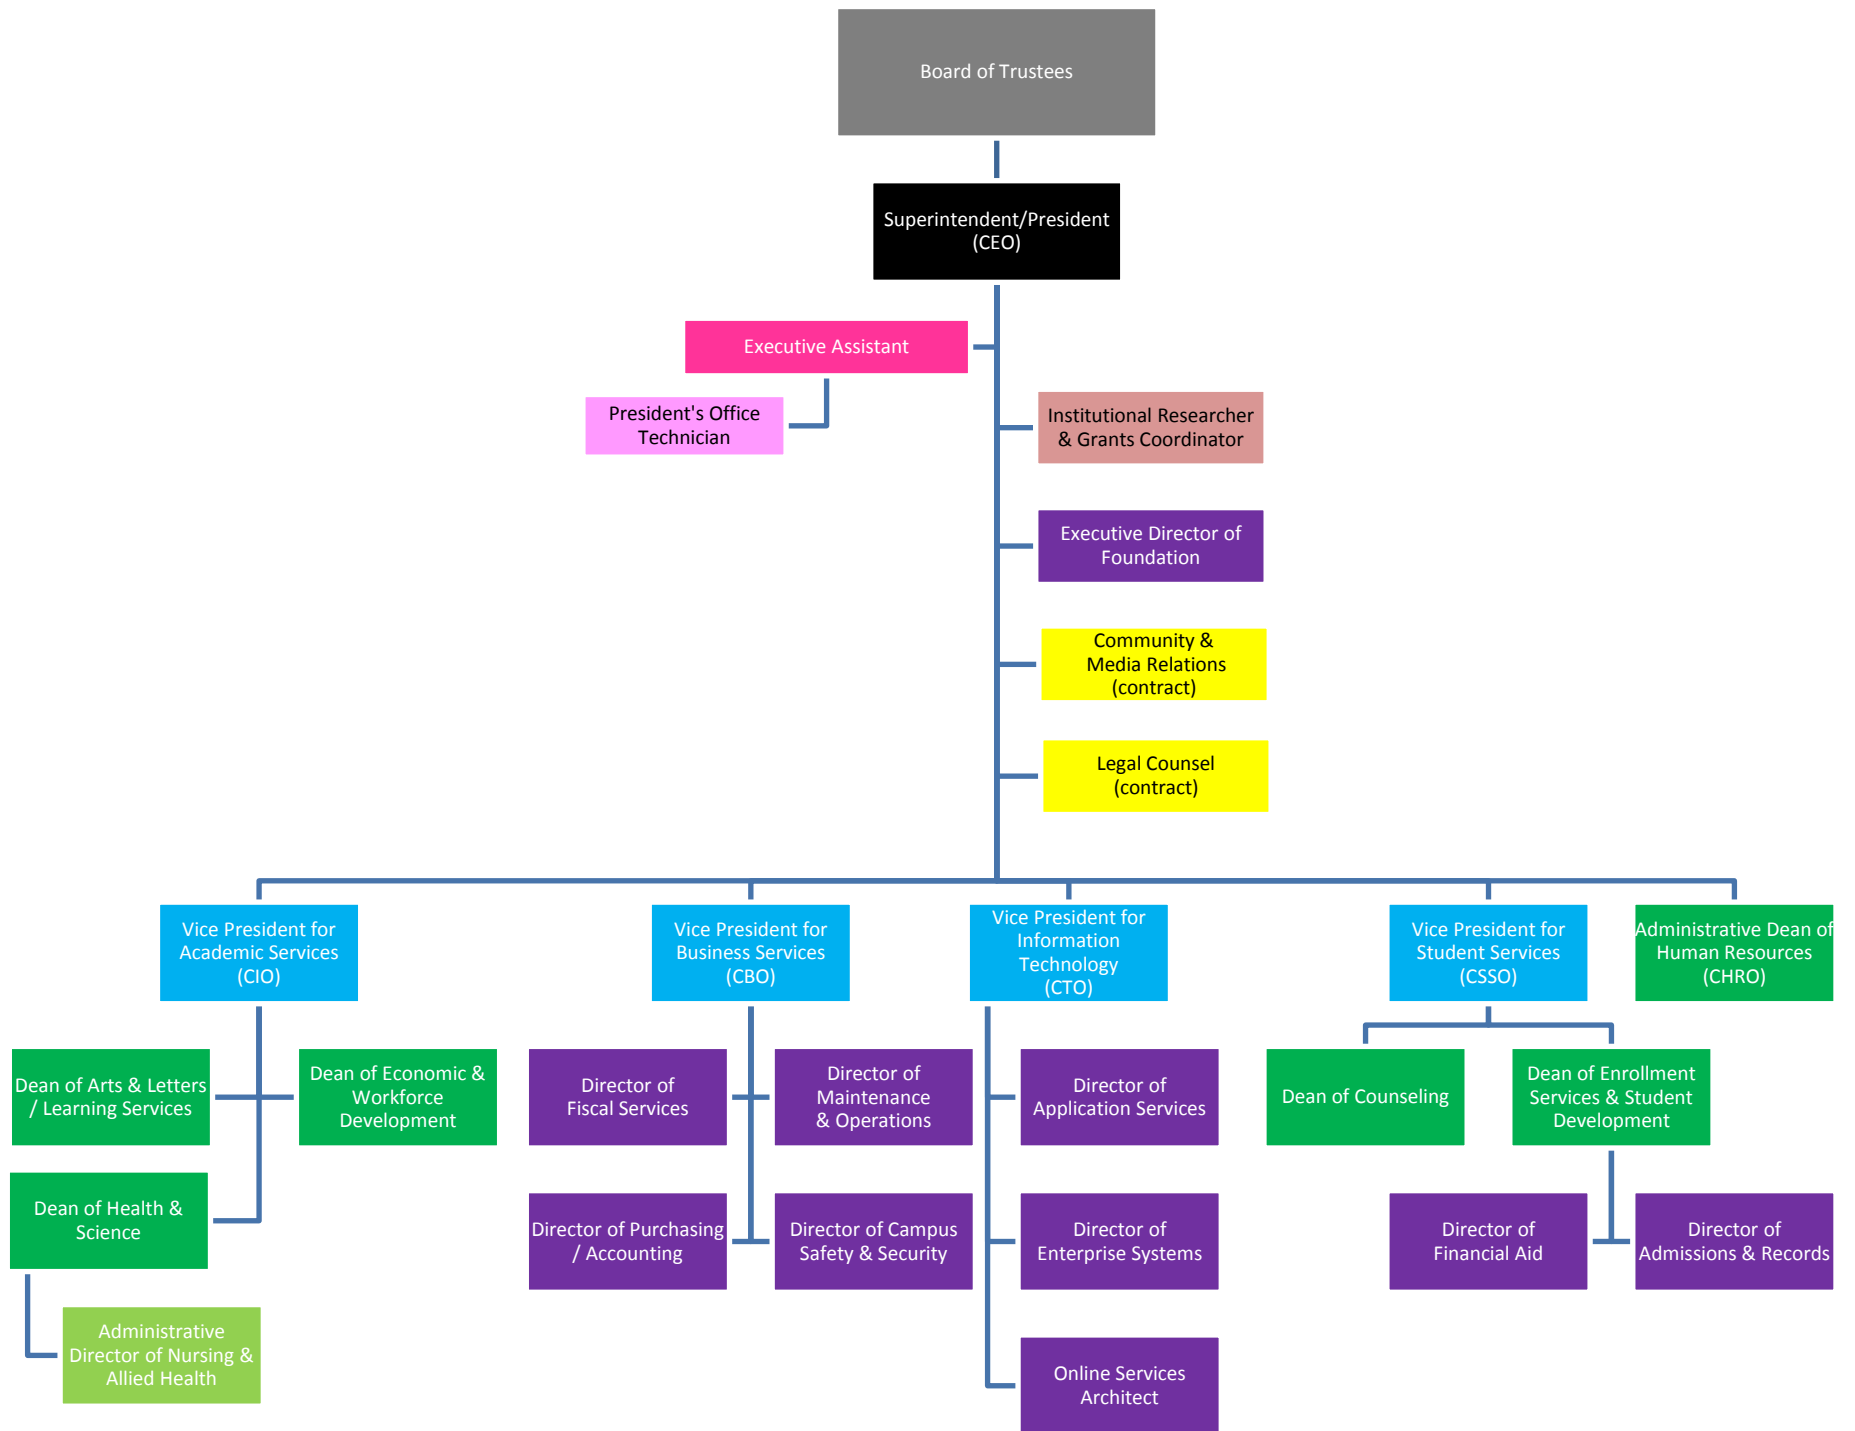 Board of Trustees
Superintendent/President
(CEO)
Executive Assistant
President's Office
Technician
Institutional Researcher
& Grants Coordinator
Executive Director of
Foundation
Community &
Media Relations
(contract)
Legal Counsel
(contract)
Vice President for
Academic Services
(CIO)
Vice President for
Business Services
(CBO)
Vice President for
Information
Technology
(CTO)
Vice President for
Student Services
(CSSO)
Administrative Dean of
Human Resources
(CHRO)
Dean of Arts & Letters
/ Learning Services
Dean of Economic &
Workforce
Development
Director of
Fiscal Services
Director of
Maintenance
& Operations
Director of
Application Services
Dean of Counseling
Dean of Enrollment
Services & Student
Development
Dean of Health &
Science
Director of Purchasing
/ Accounting
Director of Campus
Safety & Security
Director of
Enterprise Systems
Director of
Financial Aid
Director of
Admissions & Records
Administrative
Director of Nursing &
Allied Health
Online Services
Architect